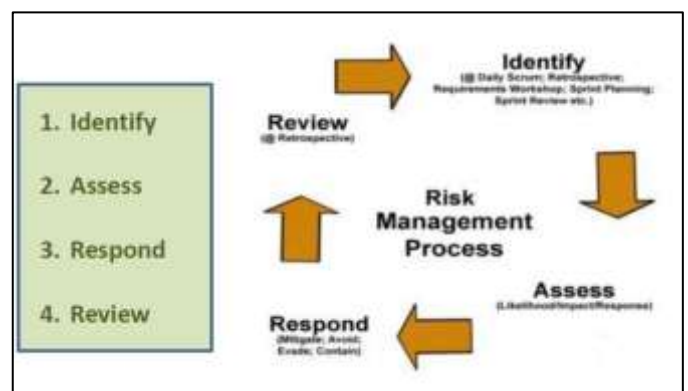 1. Identify
2. Assess
3. Respond
4. Review
Identify
(@ Daily Scrum; Retrospective;
Requirements Workshop; Sprint Planning;
Sprint Review etc.)
Review
(@ Retrospective)
Risk
Management
Process
Assess
(Likelihood/Impact/Response)
Respond
(Mitigate; Avoid;
Evade; Contain)